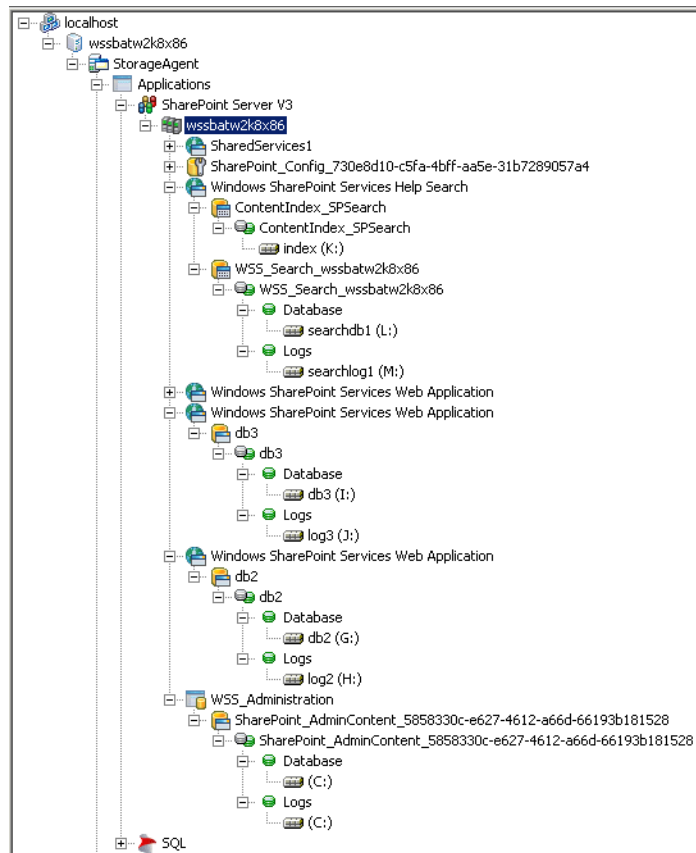 localhost
wssbatw2k8x86
StorageAgent
Applications
SharePoint Server V3
wssbatw2k8x86
SharedServices1
SharePoint_Config_730e8d10-c5fa-4bff-aa5e-31b7289057a4
Windows SharePoint Services Help Search
ContentIndex_SPSearch
ContentIndex_SPSearch
index (K:)
WSS_Search_wssbatw2k8x86
WSS_Search_wssbatw2k8x86
Database
searchdb1 (L:)
Logs
searchlog1 (M:)
Windows SharePoint Services Web Application
Windows SharePoint Services Web Application
db3
db3
Database
db3 (I:)
Logs
log3 (J:)
Windows SharePoint Services Web Application
db2
db2
Database
db2 (G:)
Logs
log2 (H:)
WSS_Administration
SharePoint_AdminContent_5858330c-e627-4612-a66d-66193b181528
SharePoint_AdminContent_5858330c-e627-4612-a66d-66193b181528
Database
(C:)
Logs
(C:)
SQL